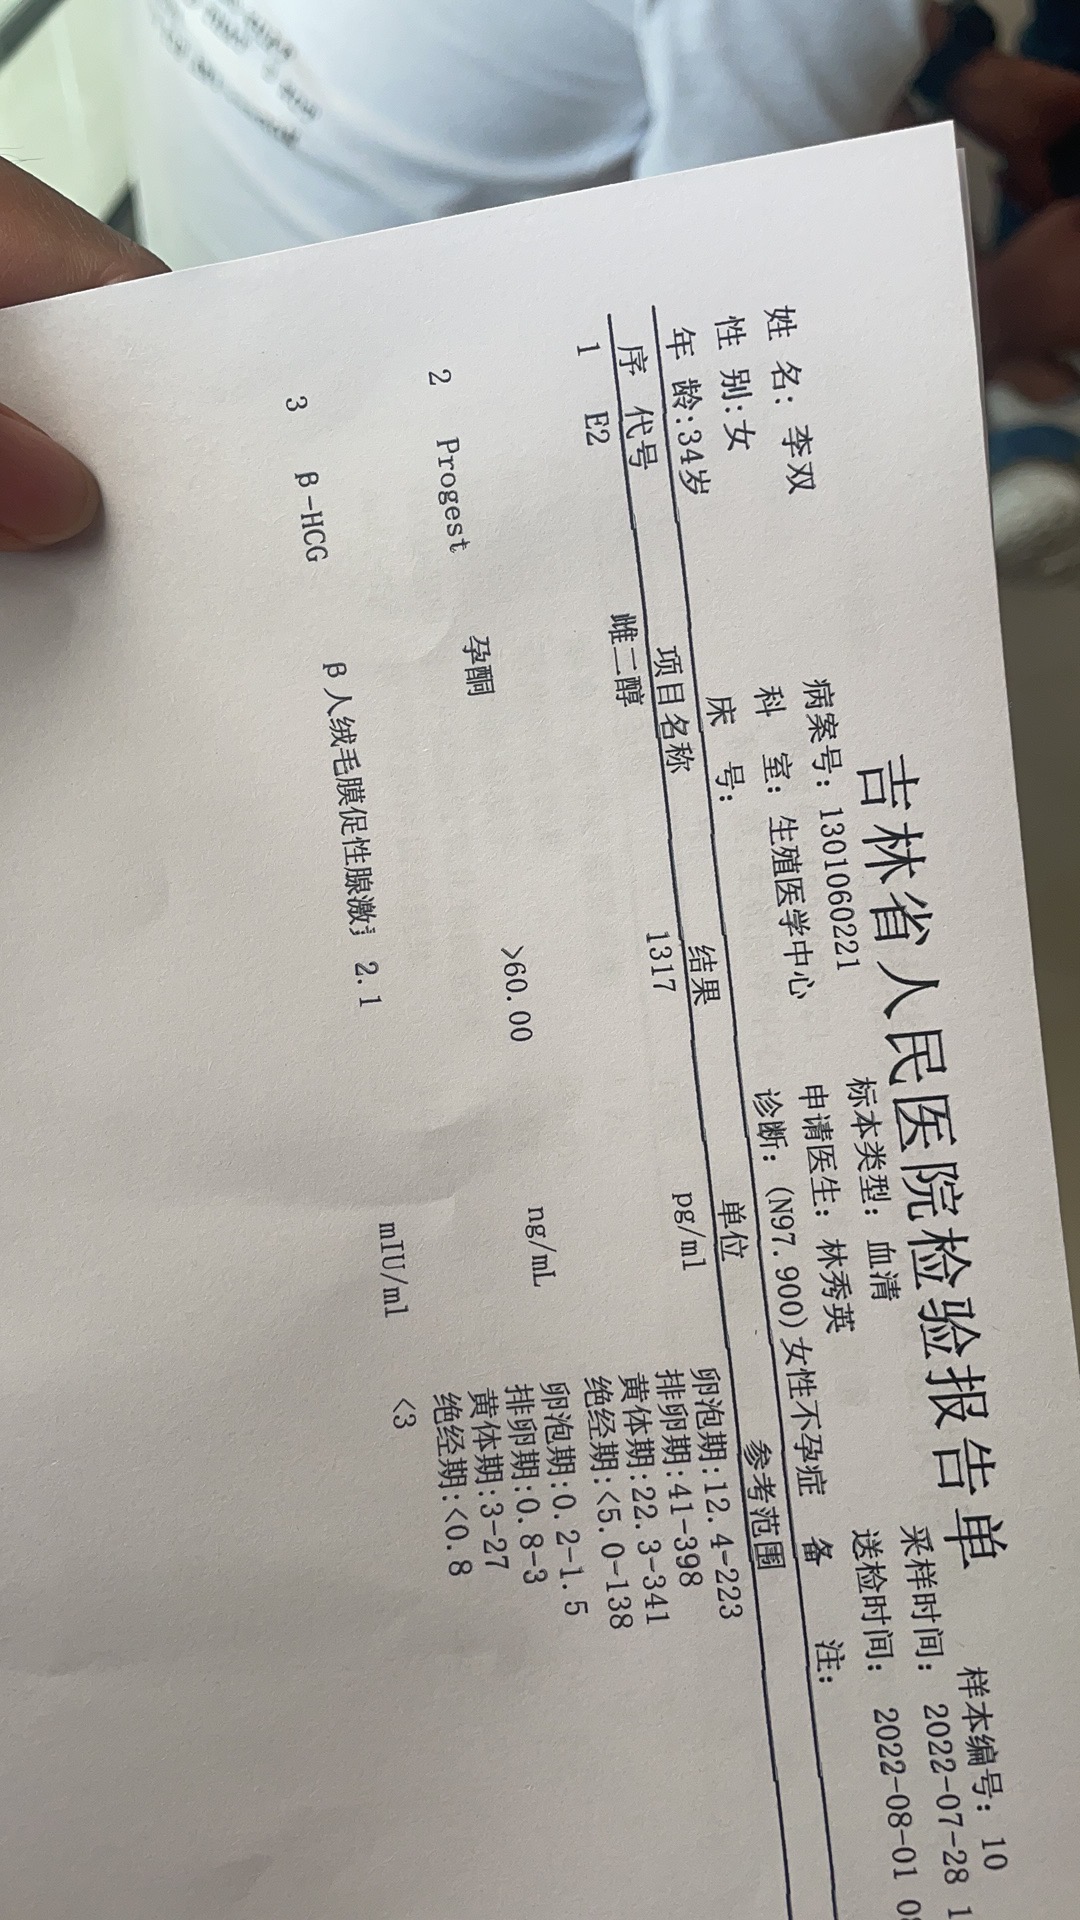 吉林省人民医院检验报告单
样本编号: 10
姓 名: 李双
病案号: 1301060221
标本类型: 血清
采样时间: 2022-07-28 1
性 别:女
科 室: 生殖医学中心
申请医生: 林秀英
送检时间: 2022-08-01 0
年 龄:34岁
床 号:
诊断: (N97.900)女性不孕症
备 注:
序 代号 项目名称 结果 单位 参考范围
1 E2 雌二醇 1317 pg/ml 卵泡期:12.4-223
排卵期:41-398
黄体期:22.3-341
绝经期:<5.0-138
2 Progest 孕酮 >60.00 ng/mL 卵泡期:0.2-1.5
排卵期:0.8-3
黄体期:3-27
绝经期:<0.8
3 β-HCG β人绒毛膜促性腺激 2.1 mIU/ml <3